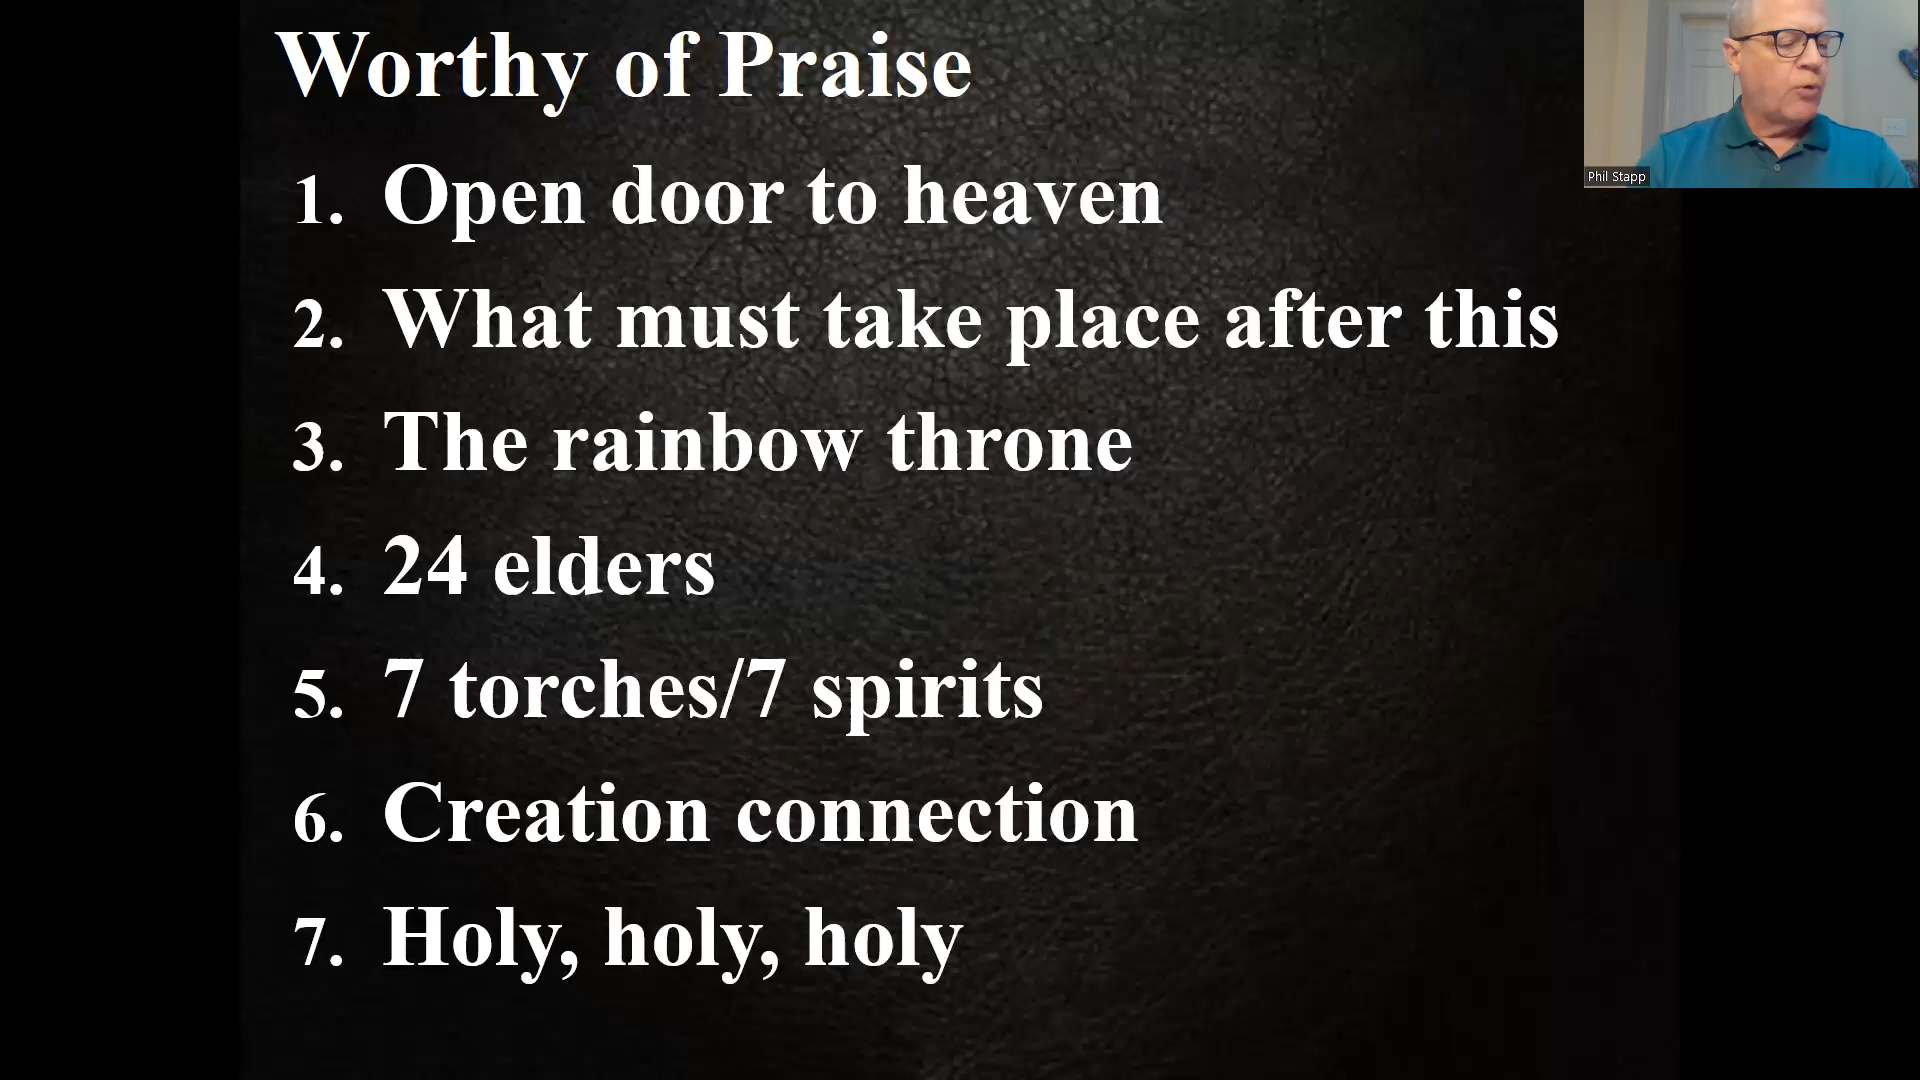 Worthy of Praise
1. Open door to heaven
2. What must take place after this
3. The rainbow throne
4. 24 elders
5. 7 torches/7 spirits
6. Creation connection
7. Holy, holy, holy
Phil Stapp